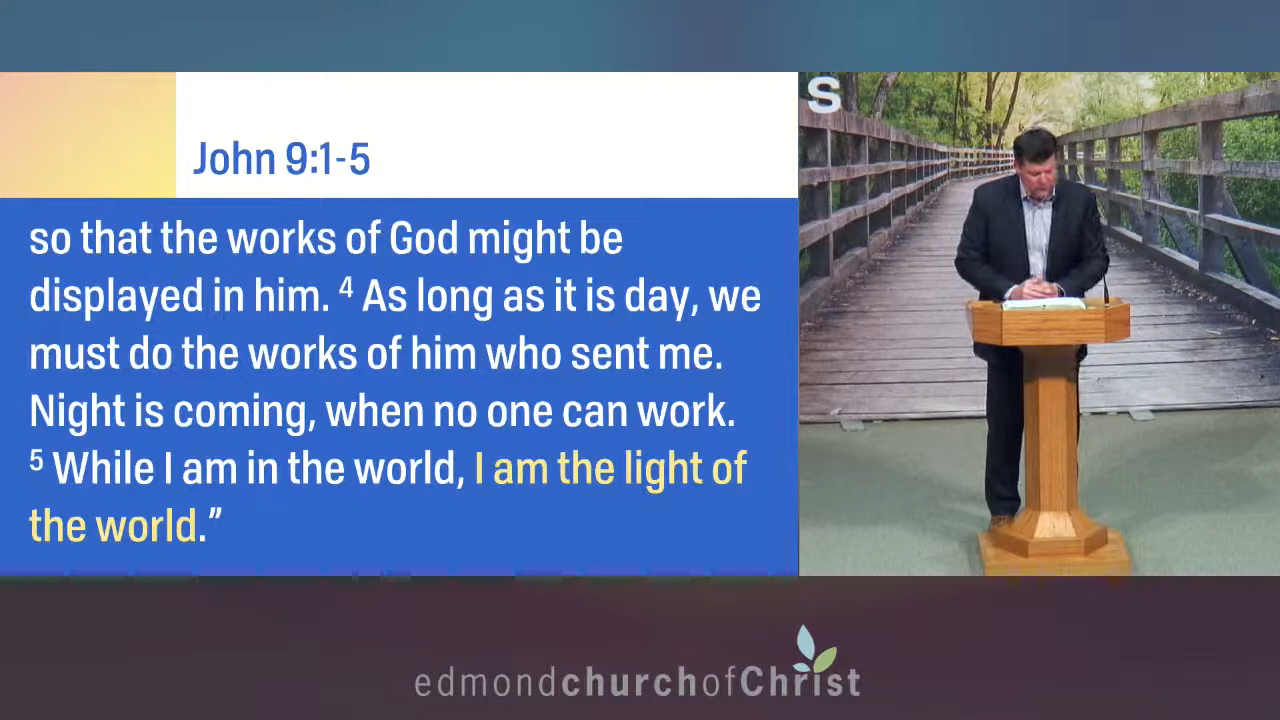 John 9:1-5
so that the works of God might be
displayed in him. ⁴ As long as it is day, we
must do the works of him who sent me.
Night is coming, when no one can work.
⁵ While I am in the world, I am the light of
the world.”
S
edmondchurchofChrist